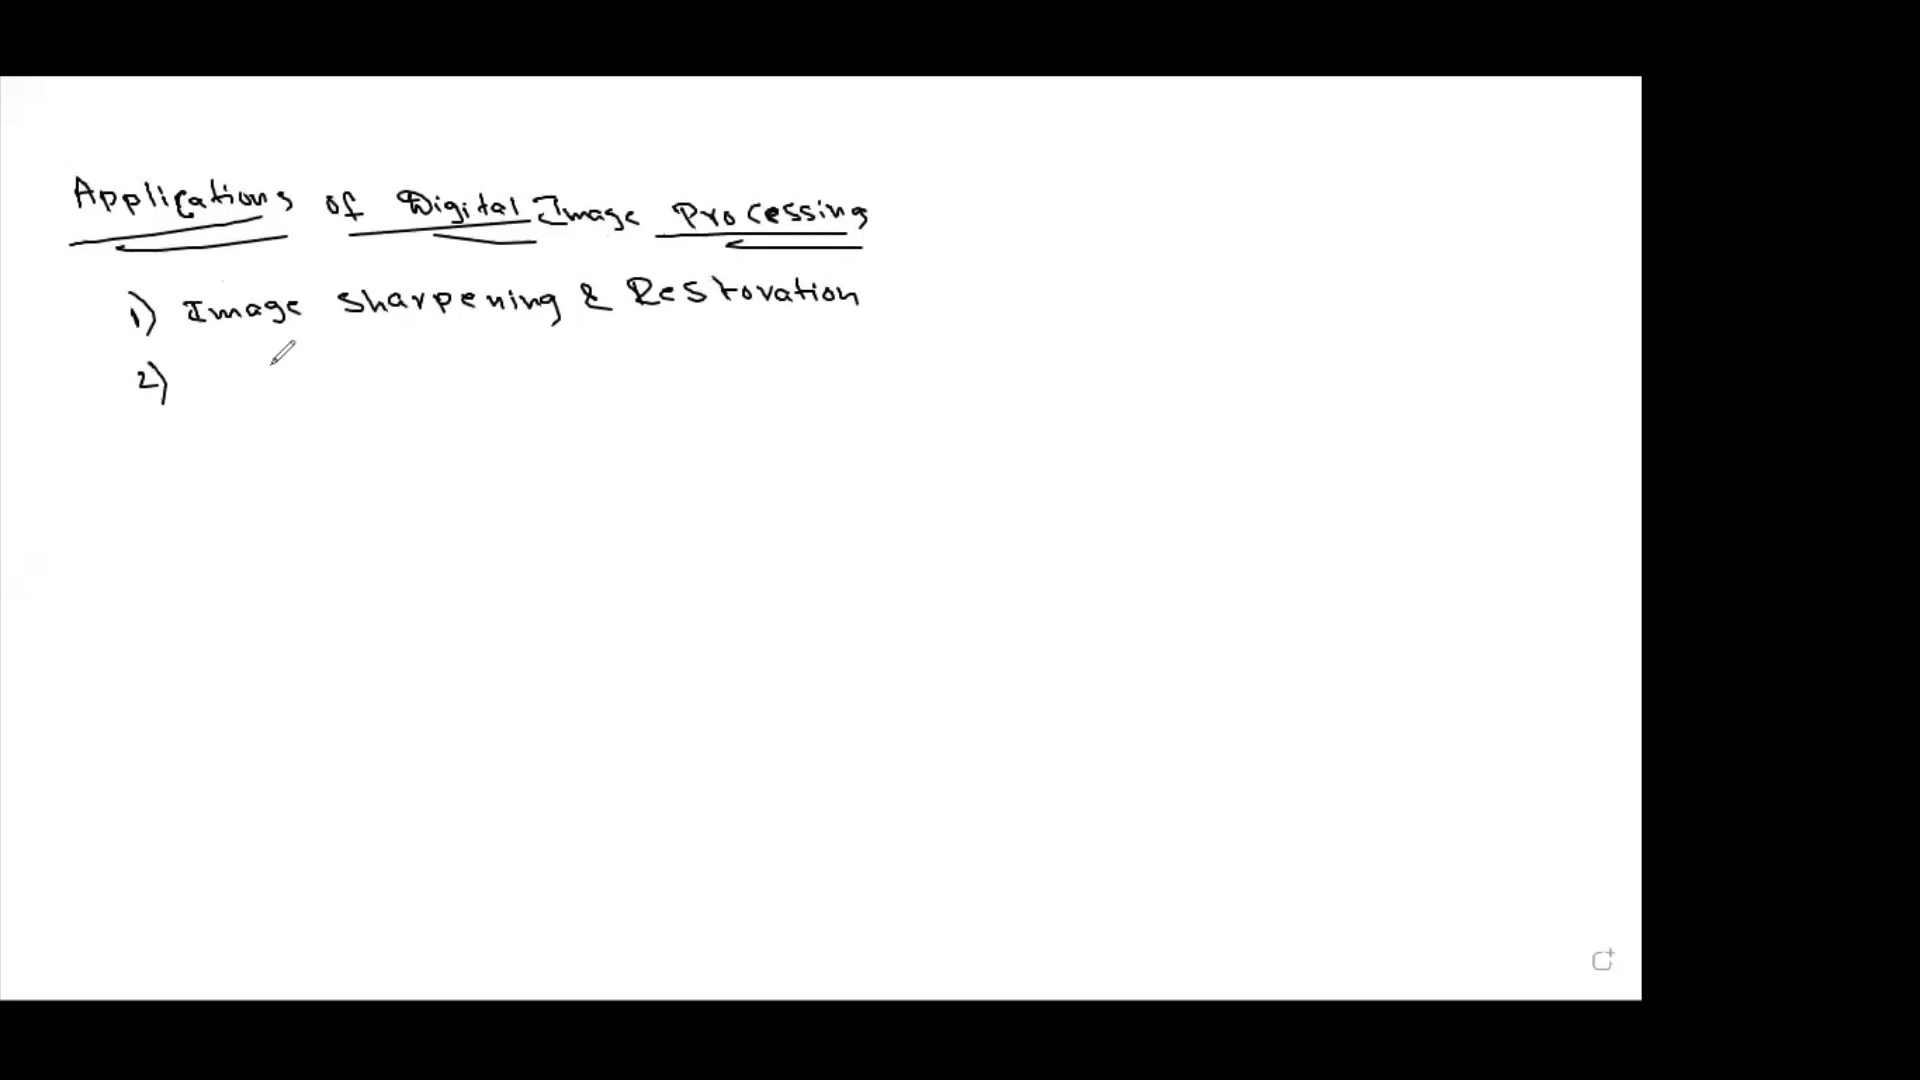 Applications of Digital Image Processing
1) Image Sharpening & Restoration
2)